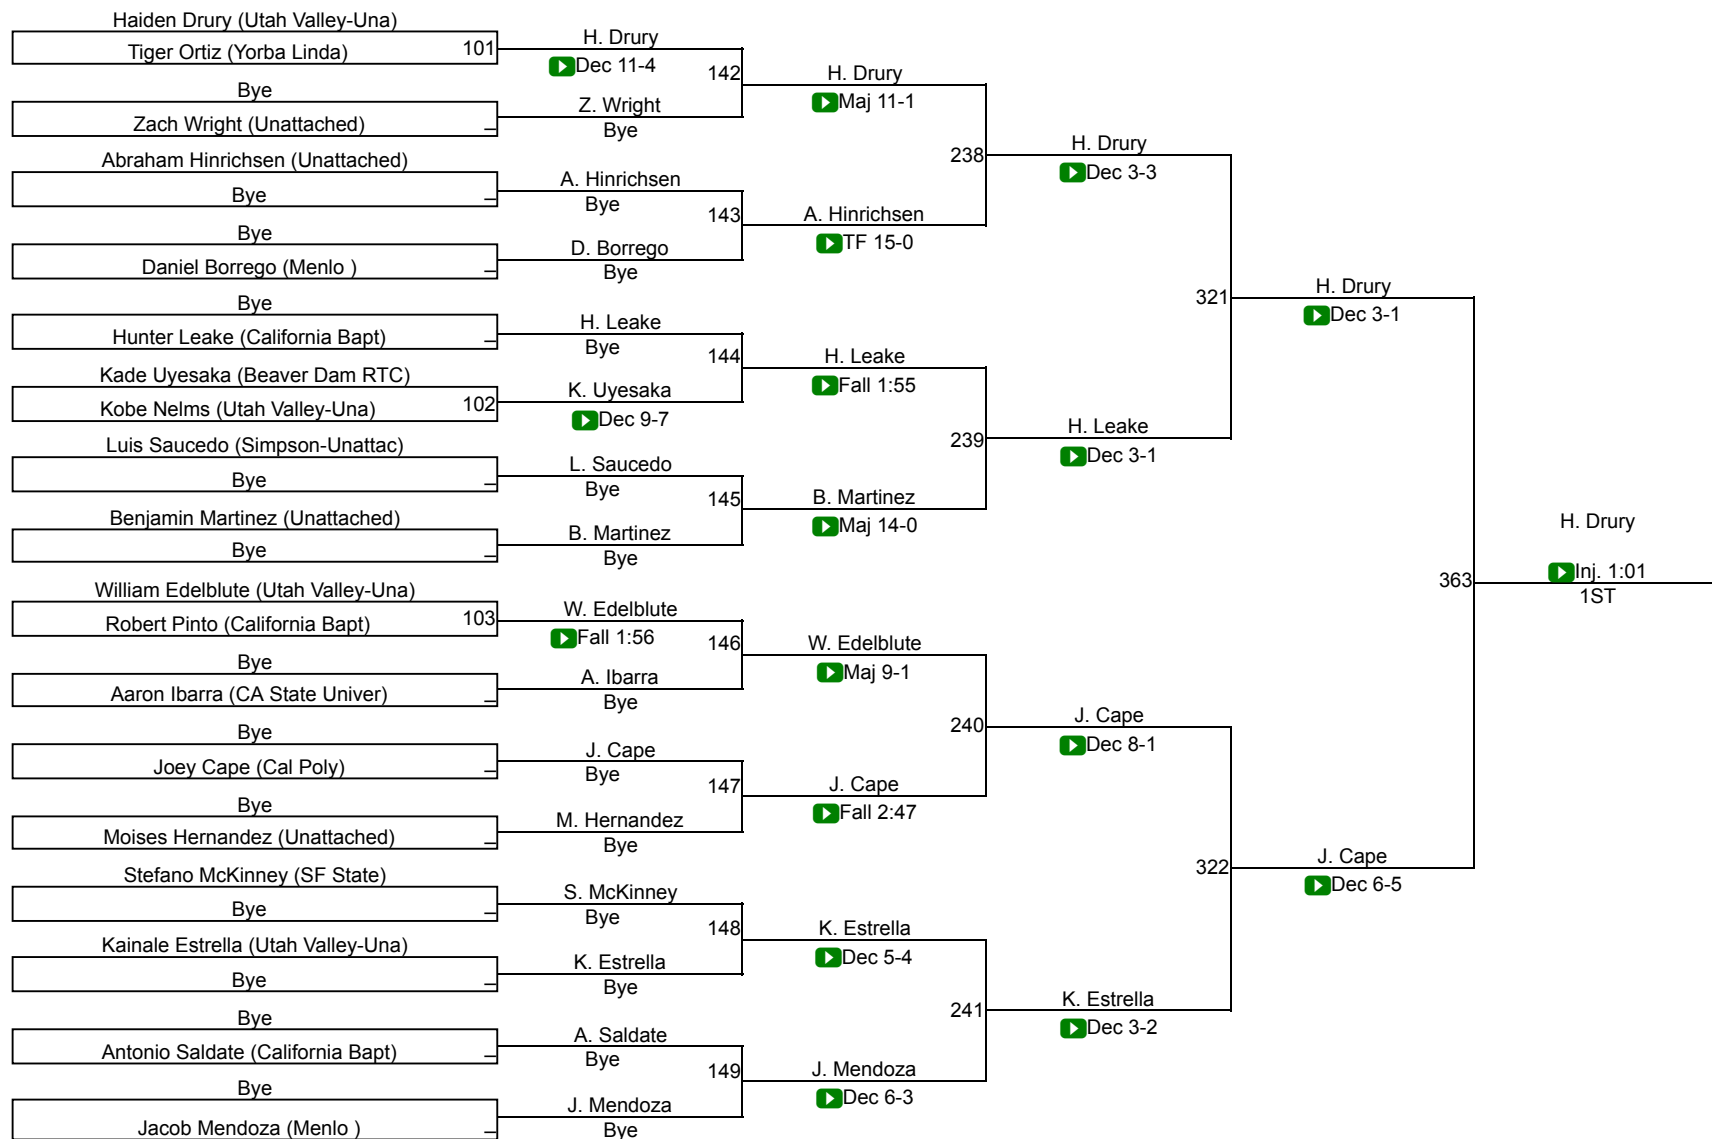 Haiden Drury (Utah Valley-Una)
Tiger Ortiz (Yorba Linda) 101
Bye
Zach Wright (Unattached)
Abraham Hinrichsen (Unattached)
Bye
Bye
Daniel Borrego (Menlo )
Bye
Hunter Leake (California Bapt)
Kade Uyesaka (Beaver Dam RTC)
Kobe Nelms (Utah Valley-Una) 102
Luis Saucedo (Simpson-Unattac)
Bye
Benjamin Martinez (Unattached)
Bye
William Edelblute (Utah Valley-Una)
Robert Pinto (California Bapt) 103
Bye
Aaron Ibarra (CA State Univer)
Bye
Joey Cape (Cal Poly)
Bye
Moises Hernandez (Unattached)
Stefano McKinney (SF State)
Bye
Kainale Estrella (Utah Valley-Una)
Bye
Bye
Antonio Saldate (California Bapt)
Bye
Jacob Mendoza (Menlo )
H. Drury
Dec 11-4
142
Z. Wright
Bye
A. Hinrichsen
Bye
143
D. Borrego
Bye
H. Leake
Bye
144
K. Uyesaka
Dec 9-7
L. Saucedo
Bye
145
B. Martinez
Bye
W. Edelblute
Fall 1:56
146
A. Ibarra
Bye
J. Cape
Bye
147
M. Hernandez
Bye
S. McKinney
Bye
148
K. Estrella
Bye
A. Saldate
Bye
149
J. Mendoza
Bye
H. Drury
Maj 11-1
238
A. Hinrichsen
TF 15-0
H. Leake
Fall 1:55
239
B. Martinez
Maj 14-0
W. Edelblute
Maj 9-1
240
J. Cape
Fall 2:47
K. Estrella
Dec 5-4
241
J. Mendoza
Dec 6-3
H. Drury
Dec 3-3
321
H. Leake
Dec 3-1
J. Cape
Dec 8-1
322
K. Estrella
Dec 3-2
H. Drury
Dec 3-1
363
J. Cape
Dec 6-5
H. Drury
Inj. 1:01
1ST